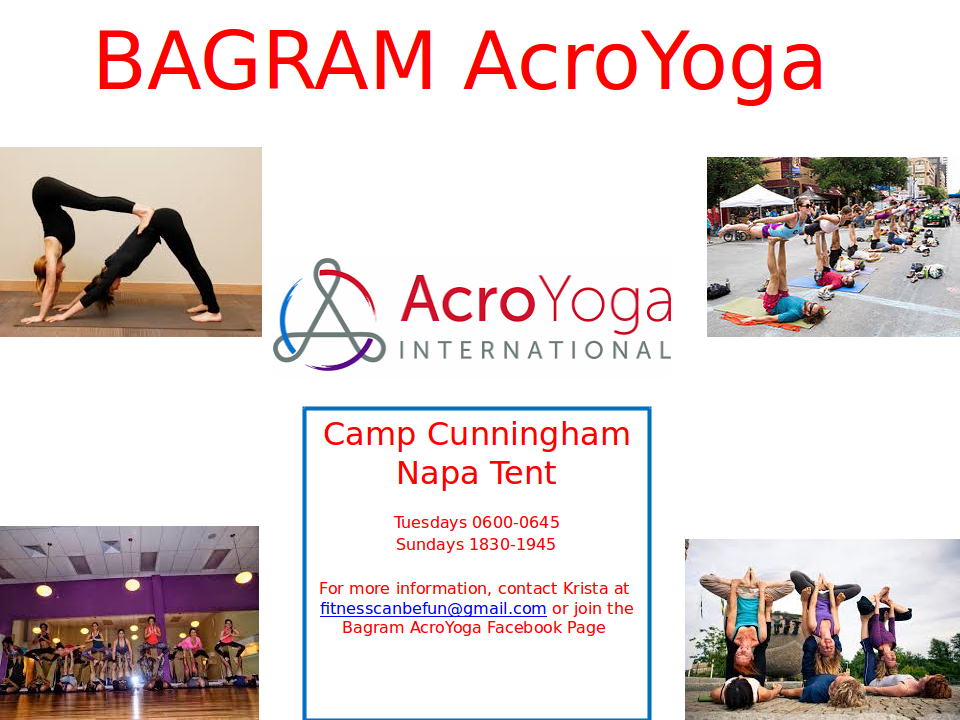 BAGRAM AcroYoga
AcroYoga
INTERNATIONAL
Camp Cunningham
Napa Tent
Tuesdays 0600-0645
Sundays 1830-1945
For more information, contact Krista at
fitnesscanbefun@gmail.com or join the
Bagram AcroYoga Facebook Page